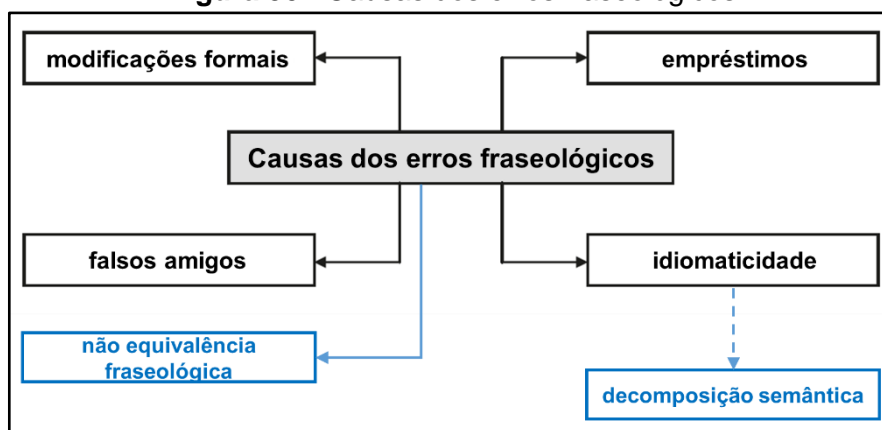 modificações formais
empréstimos
Causas dos erros fraseológicos
falsos amigos
idiomaticidade
não equivalência
fraseológica
decomposição semântica